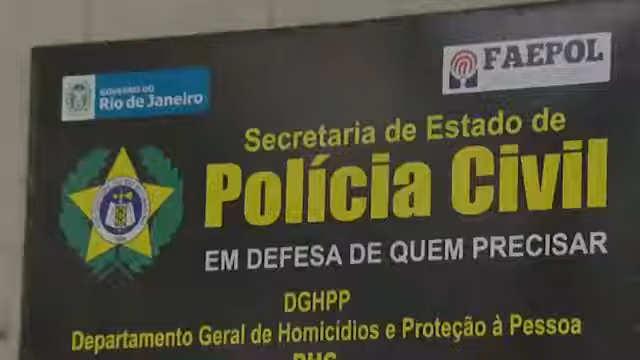 GOVERNO DO
Rio de Janeiro
FAEPOL
Secretaria de Estado de
Polícia Civil
EM DEFESA DE QUEM PRECISAR
DGHPP
Departamento Geral de Homicídios e Proteção à Pessoa